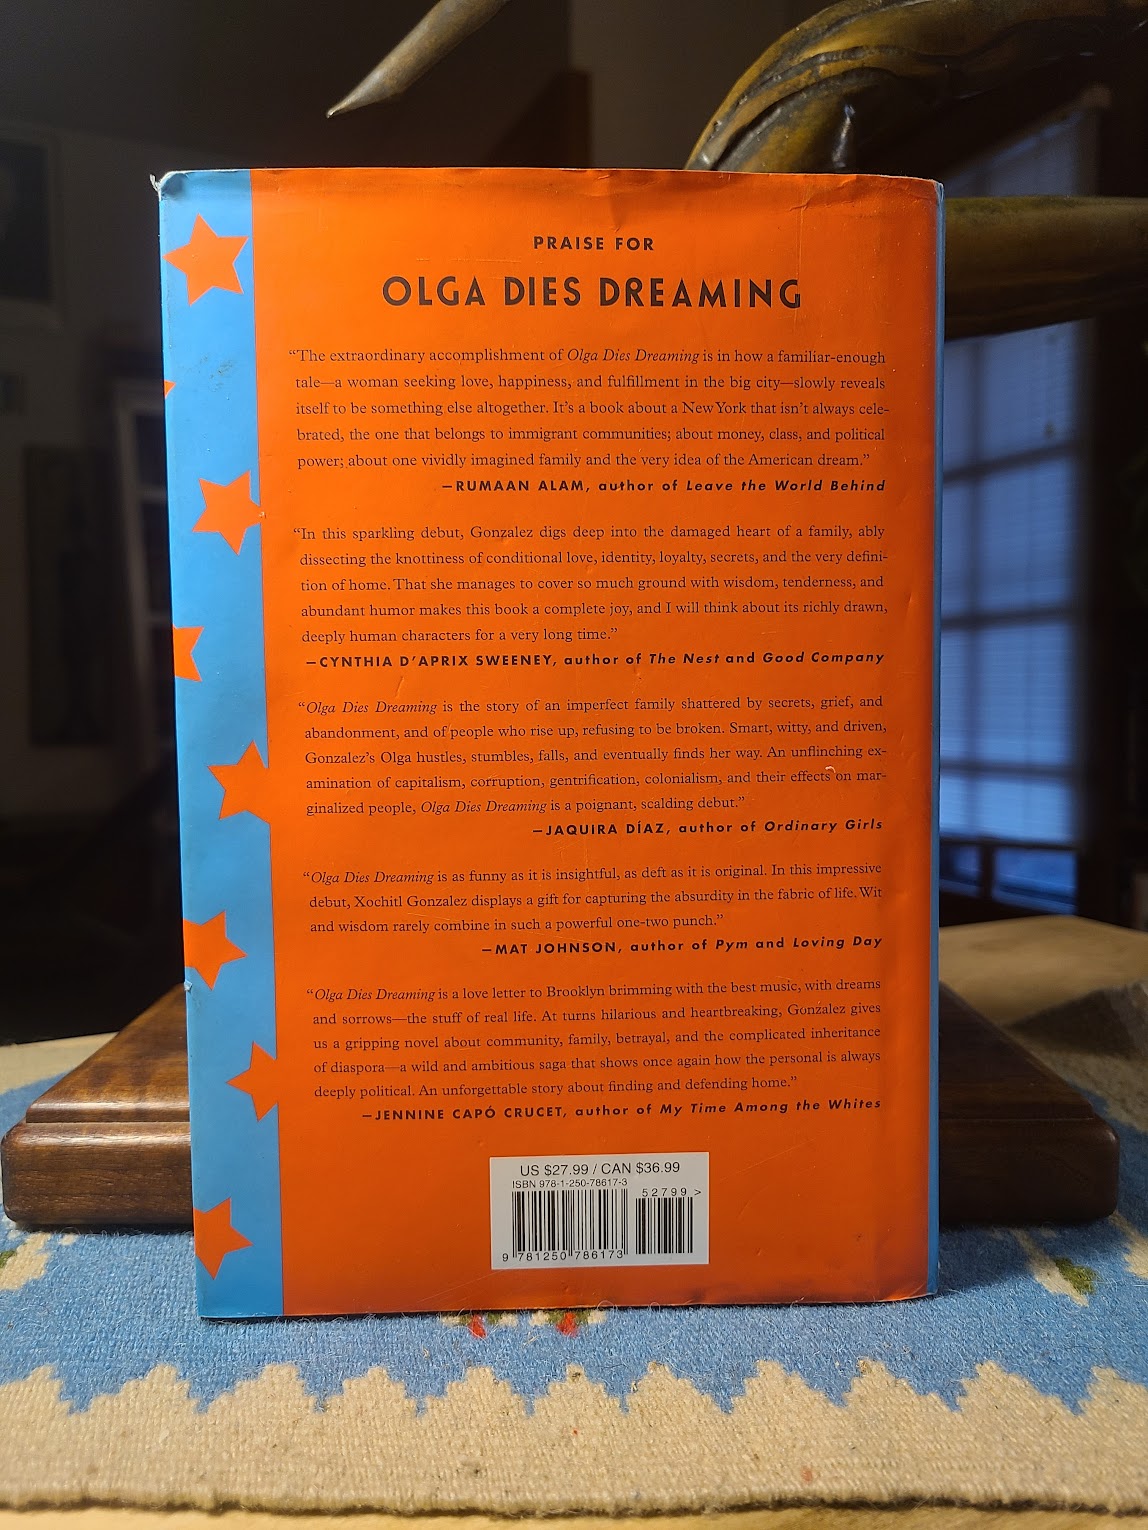 PRAISE FOR
OLGA DIES DREAMING
“The extraordinary accomplishment of Olga Dies Dreaming is in how a familiar-enough
tale—a woman seeking love, happiness, and fulfillment in the big city—slowly reveals
itself to be something else altogether. It’s a book about a New York that isn’t always cele-
brated, the one that belongs to immigrant communities; about money, class, and political
power; about one vividly imagined family and the very idea of the American dream.”
—RUMAAN ALAM, author of Leave the World Behind
“In this sparkling debut, Gonzalez digs deep into the damaged heart of a family, ably
dissecting the knottiness of conditional love, identity, loyalty, secrets, and the very defini-
tion of home. That she manages to cover so much ground with wisdom, tenderness, and
abundant humor makes this book a complete joy, and I will think about its richly drawn,
deeply human characters for a very long time.”
—CYNTHIA D’APRIX SWEENEY, author of The Nest and Good Company
“Olga Dies Dreaming is the story of an imperfect family shattered by secrets, grief, and
abandonment, and of people who rise up, refusing to be broken. Smart, witty, and driven,
Gonzalez’s Olga hustles, stumbles, falls, and eventually finds her way. An unflinching ex-
amination of capitalism, corruption, gentrification, colonialism, and their effects on mar-
ginalized people, Olga Dies Dreaming is a poignant, scalding debut.”
—JAQUIRA DÍAZ, author of Ordinary Girls
“Olga Dies Dreaming is as funny as it is insightful, as deft as it is original. In this impressive
debut, Xochitl Gonzalez displays a gift for capturing the absurdity in the fabric of life. Wit
and wisdom rarely combine in such a powerful one-two punch.”
—MAT JOHNSON, author of Pym and Loving Day
“Olga Dies Dreaming is a love letter to Brooklyn brimming with the best music, with dreams
and sorrows—the stuff of real life. At turns hilarious and heartbreaking, Gonzalez gives
us a gripping novel about community, family, betrayal, and the complicated inheritance
of diaspora—a wild and ambitious saga that shows once again how the personal is always
deeply political. An unforgettable story about finding and defending home.”
—JENNINE CAPÓ CRUCET, author of My Time Among the Whites
US $27.99 / CAN $36.99
ISBN 978-1-250-78617-3
52799>
9 781250 786173